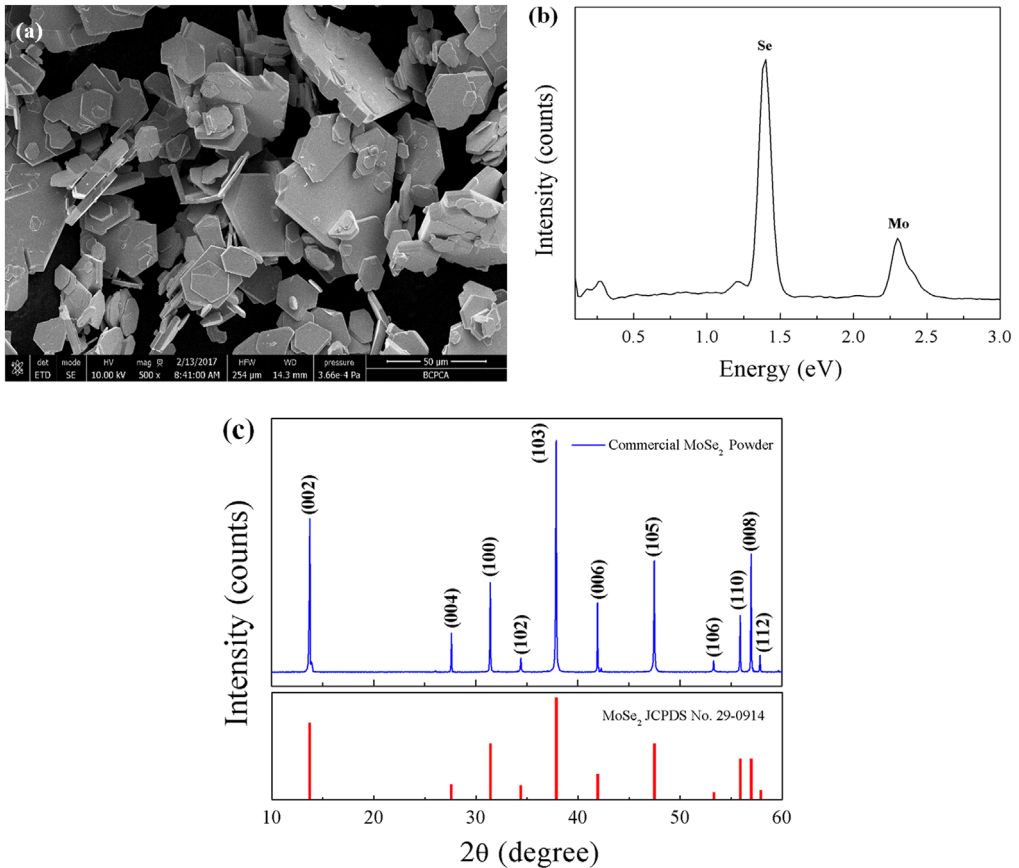 (a)
det mode HV mag 2/13/2017 HFW WD pressure 50 µm
ETD SE 10.00 kV 500 x 8:41:00 AM 254 µm 14.3 mm 3.66e-4 Pa BCPCA
(b)
Se
Mo
Intensity (counts)
0.5 1.0 1.5 2.0 2.5 3.0
Energy (eV)
(c)
Commercial MoSe₂ Powder
(002)
(004)
(100)
(102)
(103)
(006)
(105)
(106)
(110)
(008)
(112)
Intensity (counts)
MoSe₂ JCPDS No. 29-0914
10 20 30 40 50 60
2θ (degree)